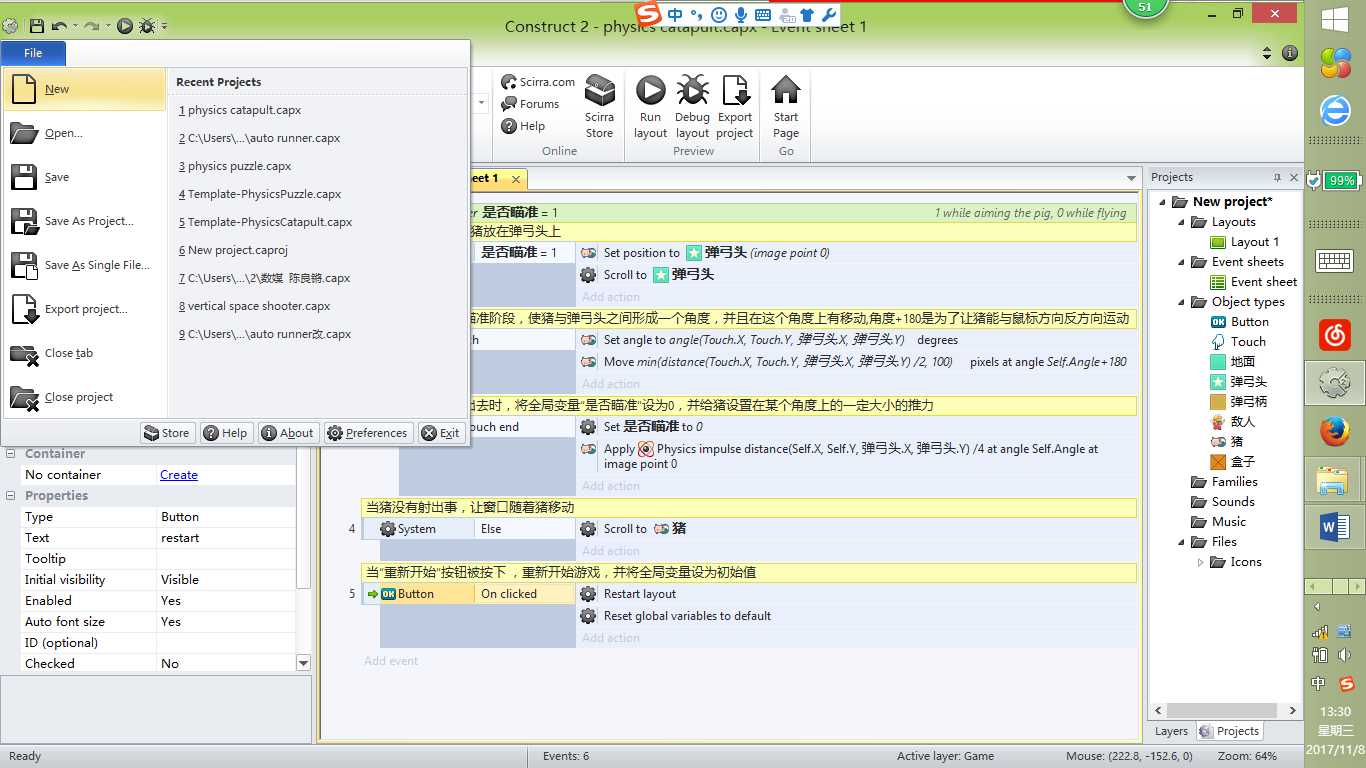 中
51
Construct 2 - physics catapult.capx - Event sheet 1
File
New
Open...
Save
Save As Project...
Save As Single File...
Export project...
Close tab
Close project
Recent Projects
1 physics catapult.capx
2 C:\Users\...\auto runner.capx
3 physics puzzle.capx
4 Template-PhysicsPuzzle.capx
5 Template-PhysicsCatapult.capx
6 New project.caproj
7 C:\Users\...\2\数媒 陈良锵.capx
8 vertical space shooter.capx
9 C:\Users\...\auto runner改.capx
Store
Help
About
Preferences
Exit
Scirra.com
Forums
Help
Scirra Store
Online
Run layout
Debug layout
Export project
Preview
Start Page
Go
eet 1
是否瞄准 = 1
1 while aiming the pig, 0 while flying
猪放在弹弓头上
是否瞄准 = 1
Set position to 弹弓头 (image point 0)
Scroll to 弹弓头
Add action
瞄准阶段，使猪与弹弓头之间形成一个角度，并且在这个角度上有移动,角度+180是为了让猪能与鼠标方向反方向运动
Set angle to angle(Touch.X, Touch.Y, 弹弓头.X, 弹弓头.Y) degrees
Move min(distance(Touch.X, Touch.Y, 弹弓头.X, 弹弓头.Y) /2, 100) pixels at angle Self.Angle+180
Add action
出去时，将全局变量“是否瞄准”设为0，并给猪设置在某个角度上的一定大小的推力
ouch end
Set 是否瞄准 to 0
Apply Physics impulse distance(Self.X, Self.Y, 弹弓头.X, 弹弓头.Y) /4 at angle Self.Angle at
image point 0
Add action
当猪没有射出事，让窗口随着猪移动
4 System Else
Scroll to 猪
Add action
当“重新开始”按钮被按下 ，重新开始游戏，并将全局变量设为初始值
5 OK Button On clicked
Restart layout
Reset global variables to default
Add action
Add event
Container
No container Create
Properties
Type Button
Text restart
Tooltip
Initial visibility Visible
Enabled Yes
Auto font size Yes
ID (optional)
Checked No
Projects
New project*
Layouts
Layout 1
Event sheets
Event sheet
Object types
OK Button
Touch
地面
弹弓头
弹弓柄
敌人
猪
盒子
Families
Sounds
Music
Files
Icons
Layers
Projects
Ready
Events: 6
Active layer: Game
Mouse: (222.8, -152.6, 0)
Zoom: 64%
99%
中
13:30
星期三
2017/11/8